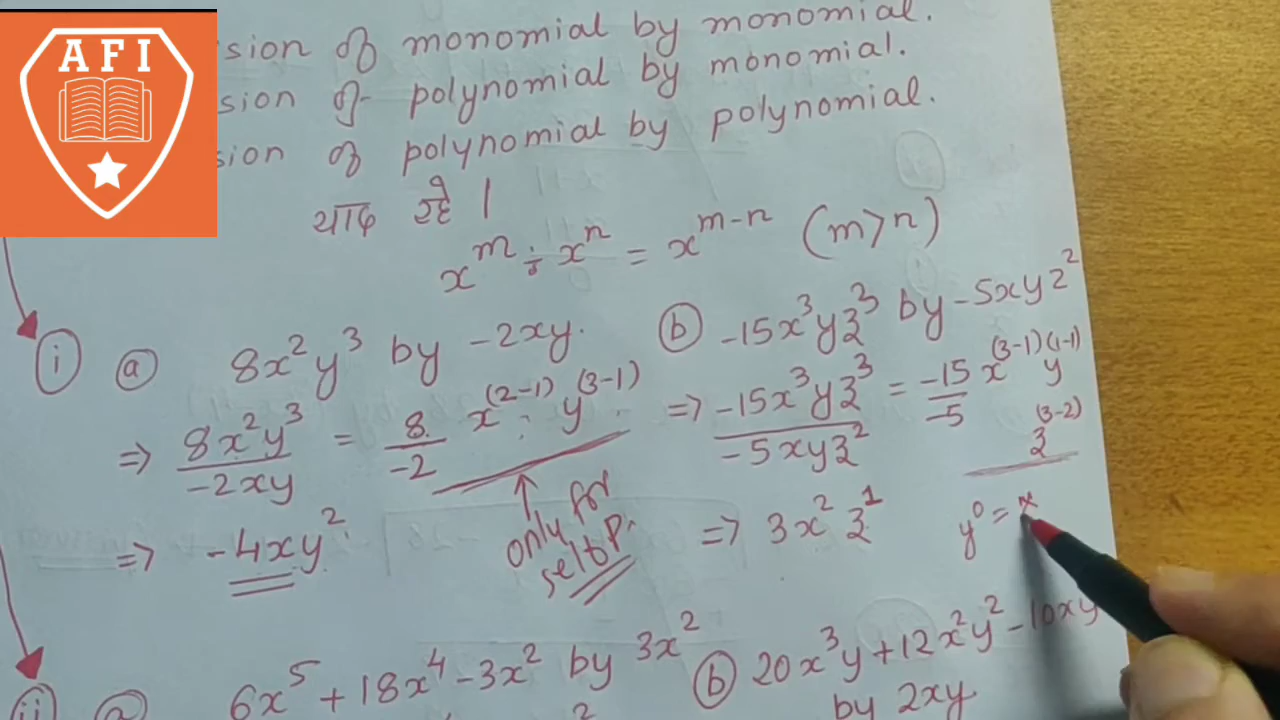 AFI
sion of monomial by monomial.
sion of polynomial by monomial.
sion of polynomial by polynomial.
याद रहे ।
x^m ÷ x^n = x^(m-n) (m>n)
(i) (a) 8x²y³ by -2xy.
⇒ 8x²y³/-2xy = 8/-2 x^(2-1) y^(3-1)
⇒ -4xy²
only for
self P.
(b) -15x³yz³ by -5xyz²
⇒ -15x³yz³/-5xyz² = -15/-5 x^(3-1) y^(1-1)
z^(3-2)
⇒ 3x²z¹
y⁰ =
(ii) (a) 6x⁵ + 18x⁴ - 3x² by 3x²
(b) 20x³y + 12x²y² - 10xy
by 2xy